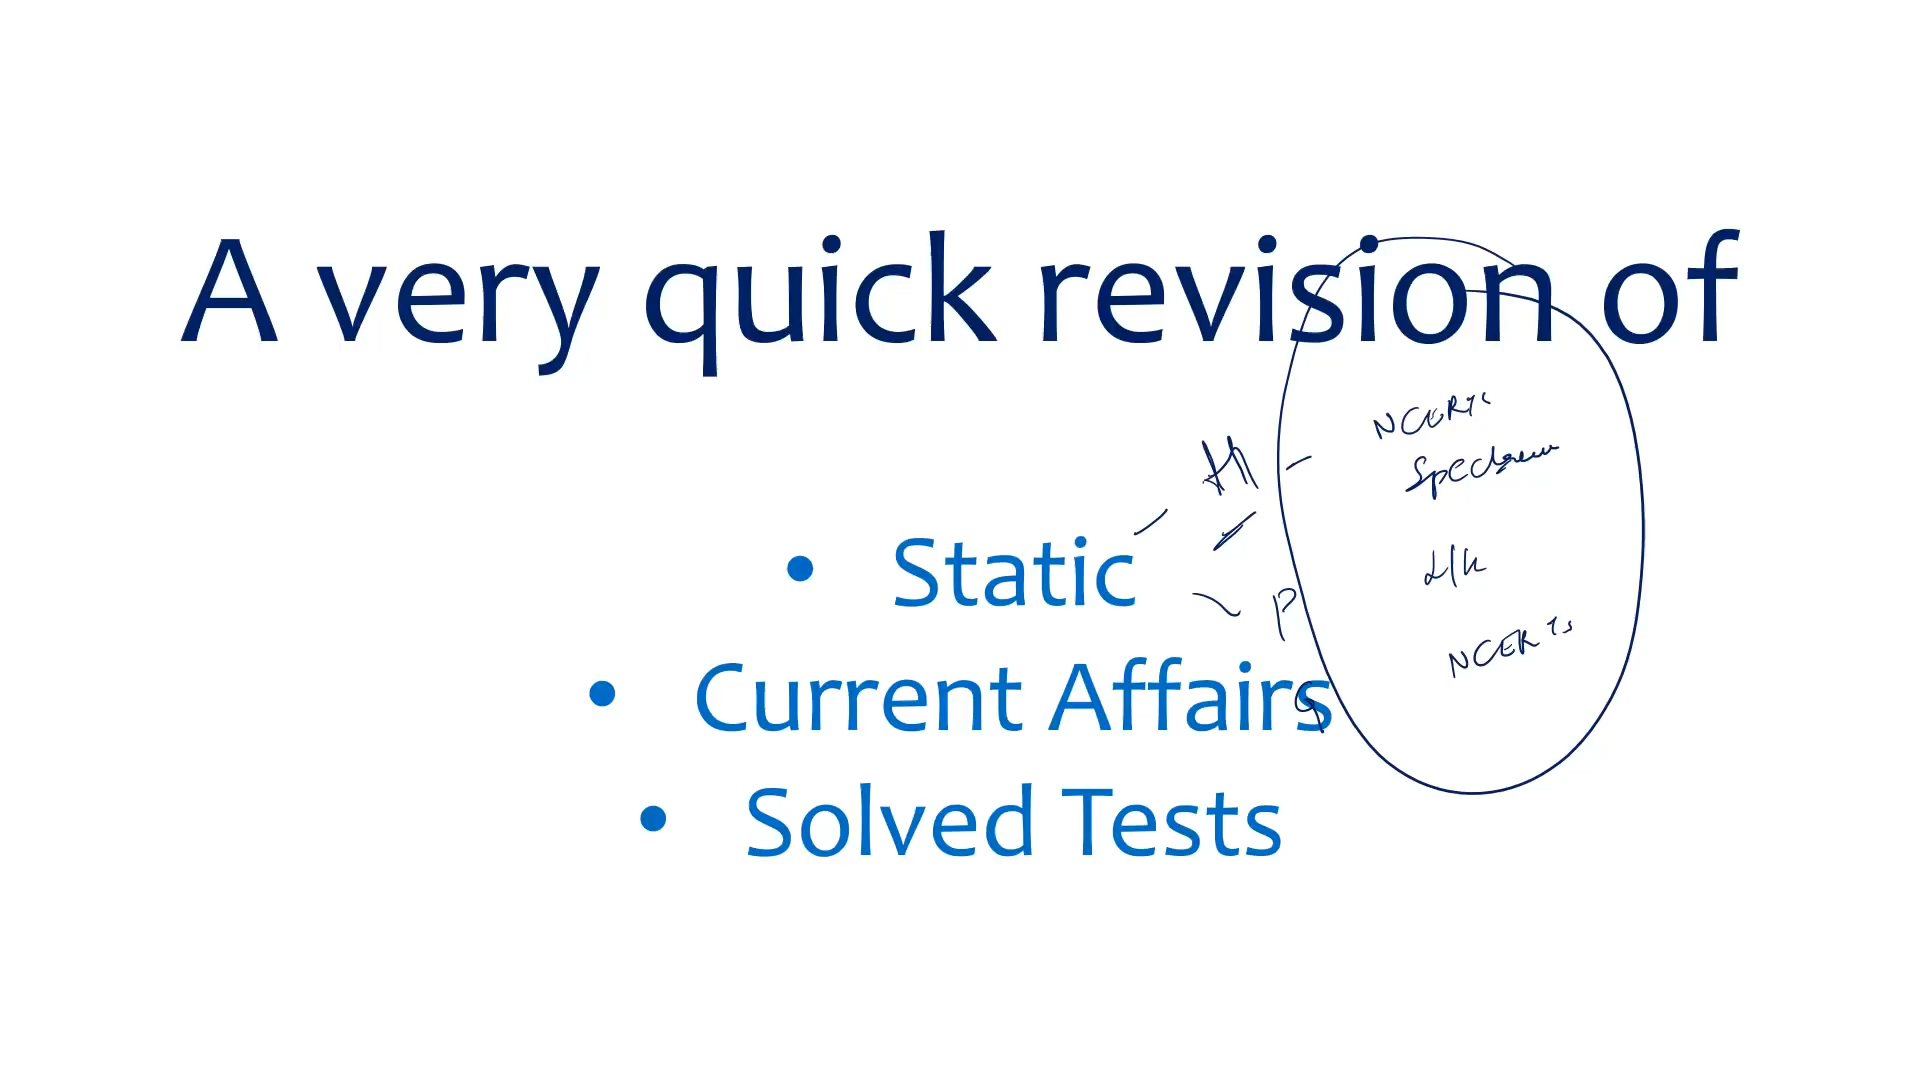 A very quick revision of
NCERTs
Spectrum
H
• Static
L/K
P
NCERTs
• Current Affairs
G
• Solved Tests